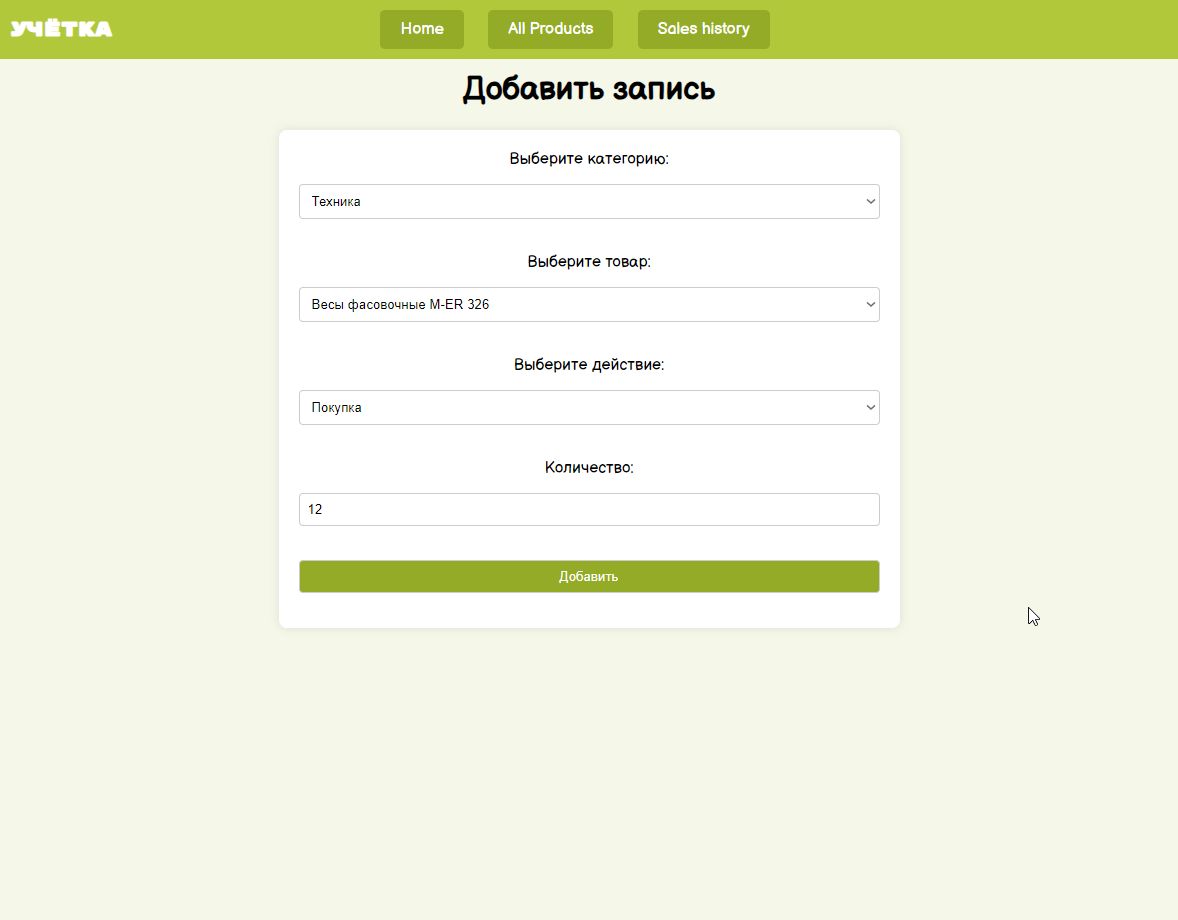 УЧЁТКА
Home
All Products
Sales history
Добавить запись
Выберите категорию:
Техника
Выберите товар:
Весы фасовочные M-ER 326
Выберите действие:
Покупка
Количество:
12
Добавить